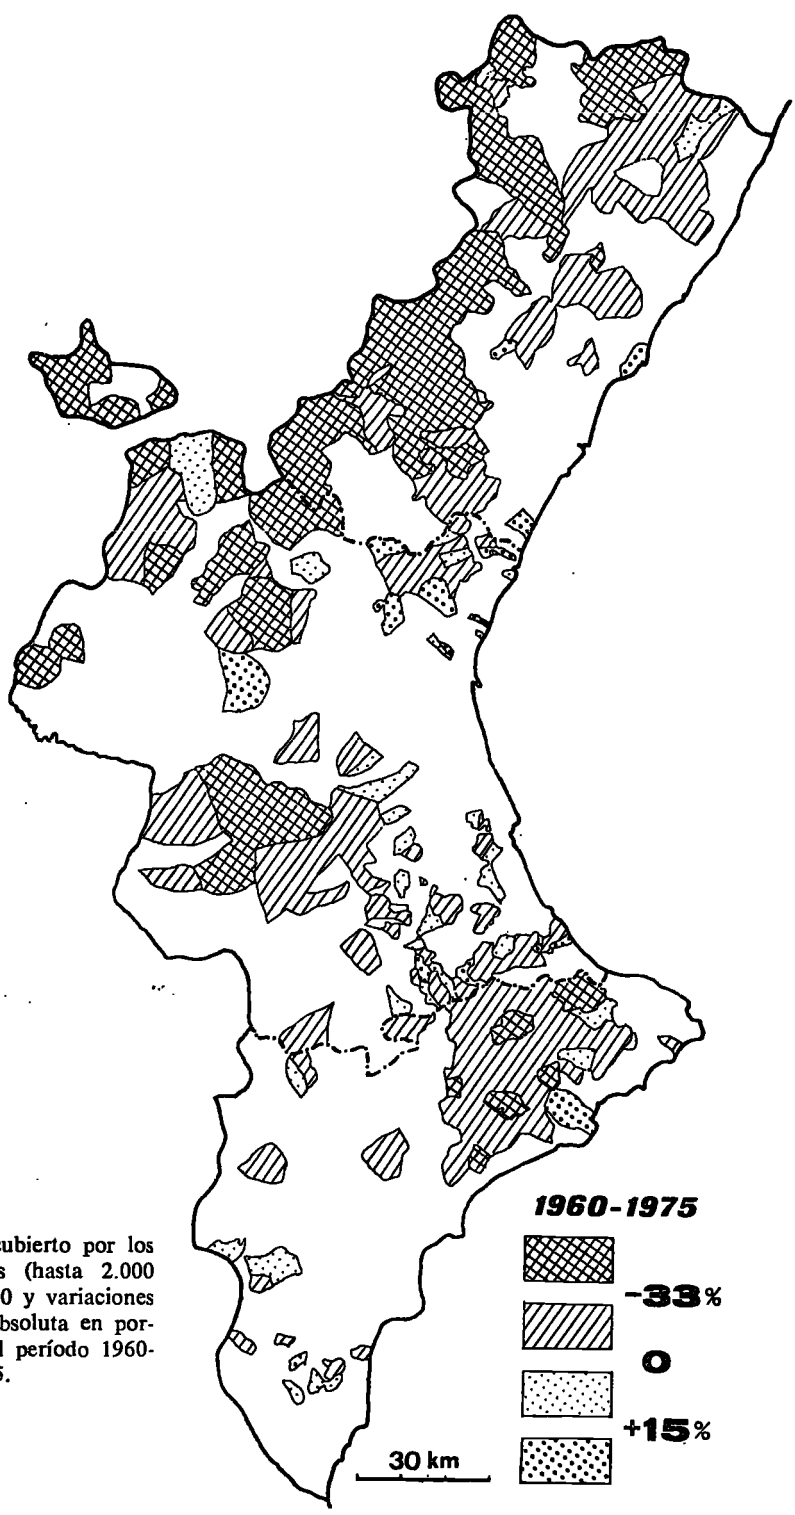 ubierto por los
s (hasta 2.000
0 y variaciones
bsoluta en por-
l período 1960-
5.
1960-1975
-33%
0
+15%
30 km